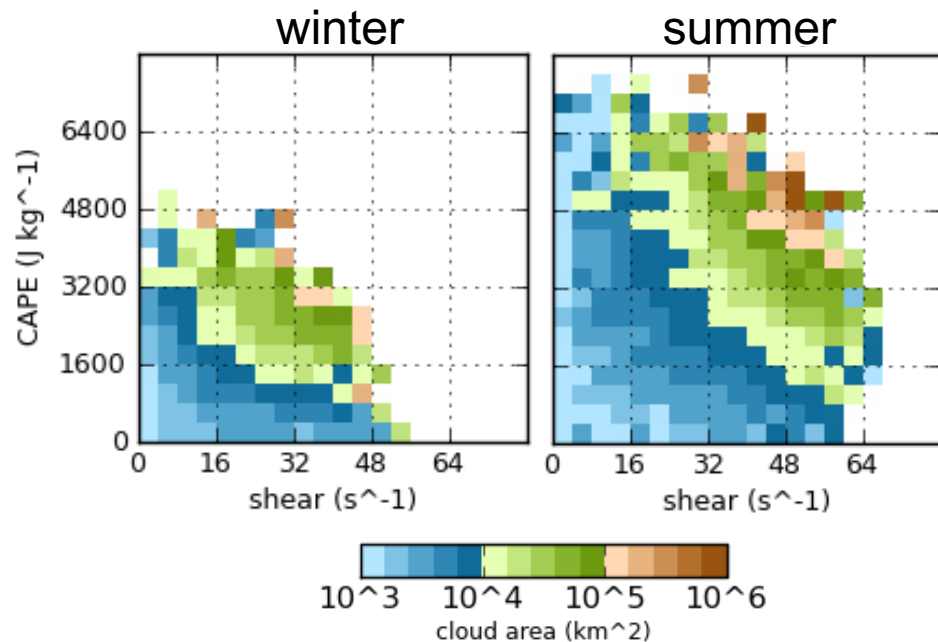 winter summer
CAPE (J kg^-1)
6400
4800
3200
1600
0
0 16 32 48 64
0 16 32 48 64
shear (s^-1) shear (s^-1)
10^3 10^4 10^5 10^6
cloud area (km^2)